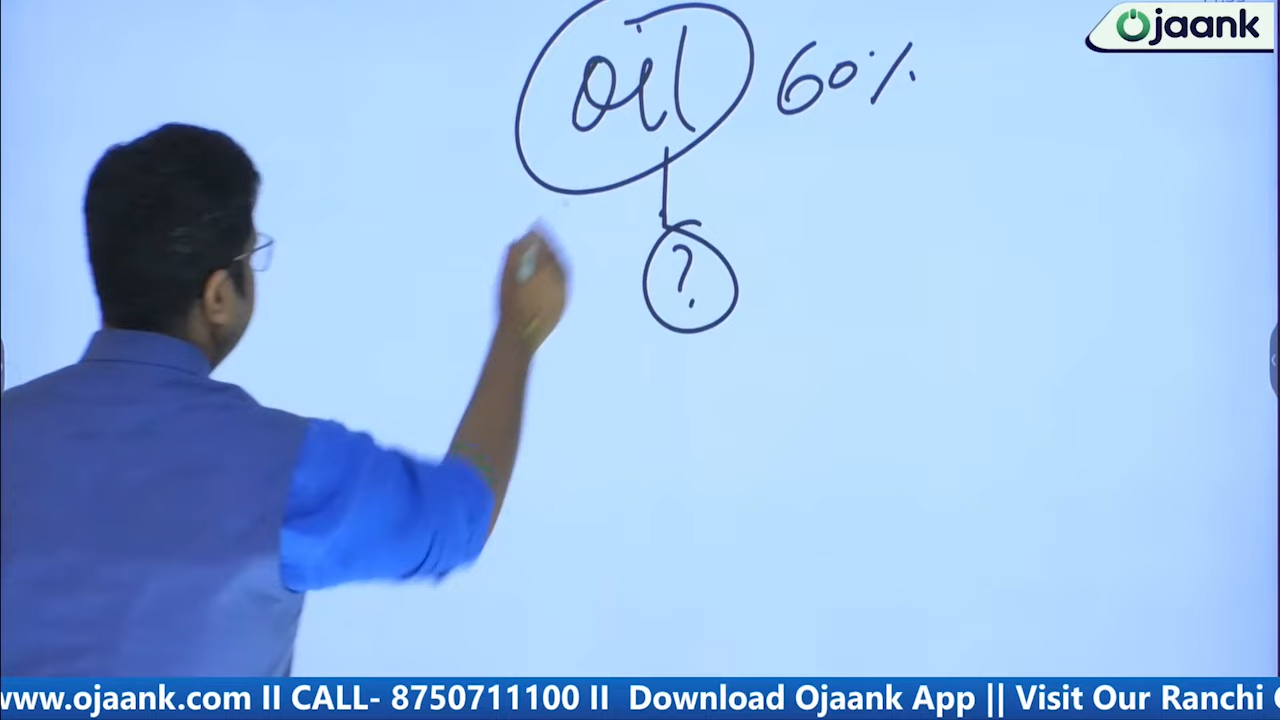 Ojaank
oil 60%
?
www.ojaank.com II CALL- 8750711100 II Download Ojaank App || Visit Our Ranchi